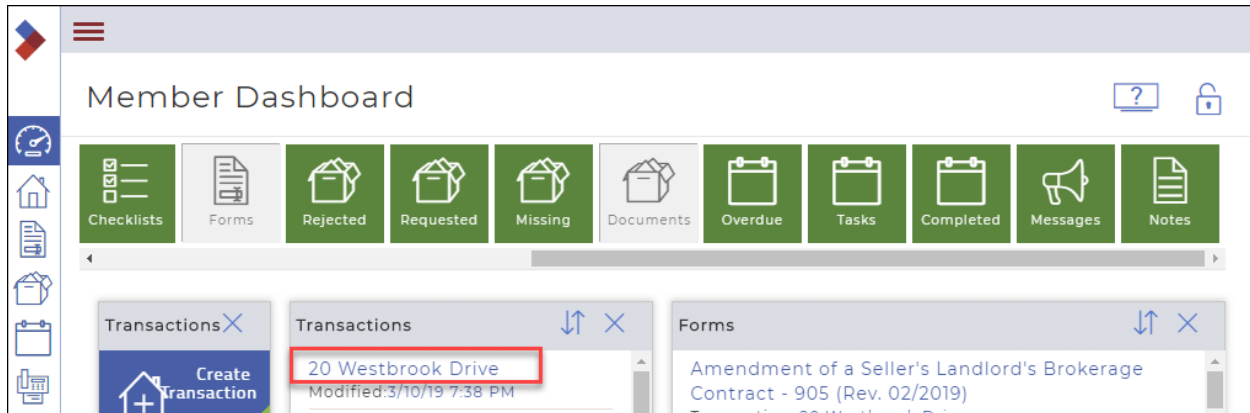 Member Dashboard
?
Checklists
Forms
Rejected
Requested
Missing
Documents
Overdue
Tasks
Completed
Messages
Notes
Transactions
Create
Transaction
Transactions
20 Westbrook Drive
Modified:3/10/19 7:38 PM
Forms
Amendment of a Seller's Landlord's Brokerage
Contract - 905 (Rev. 02/2019)